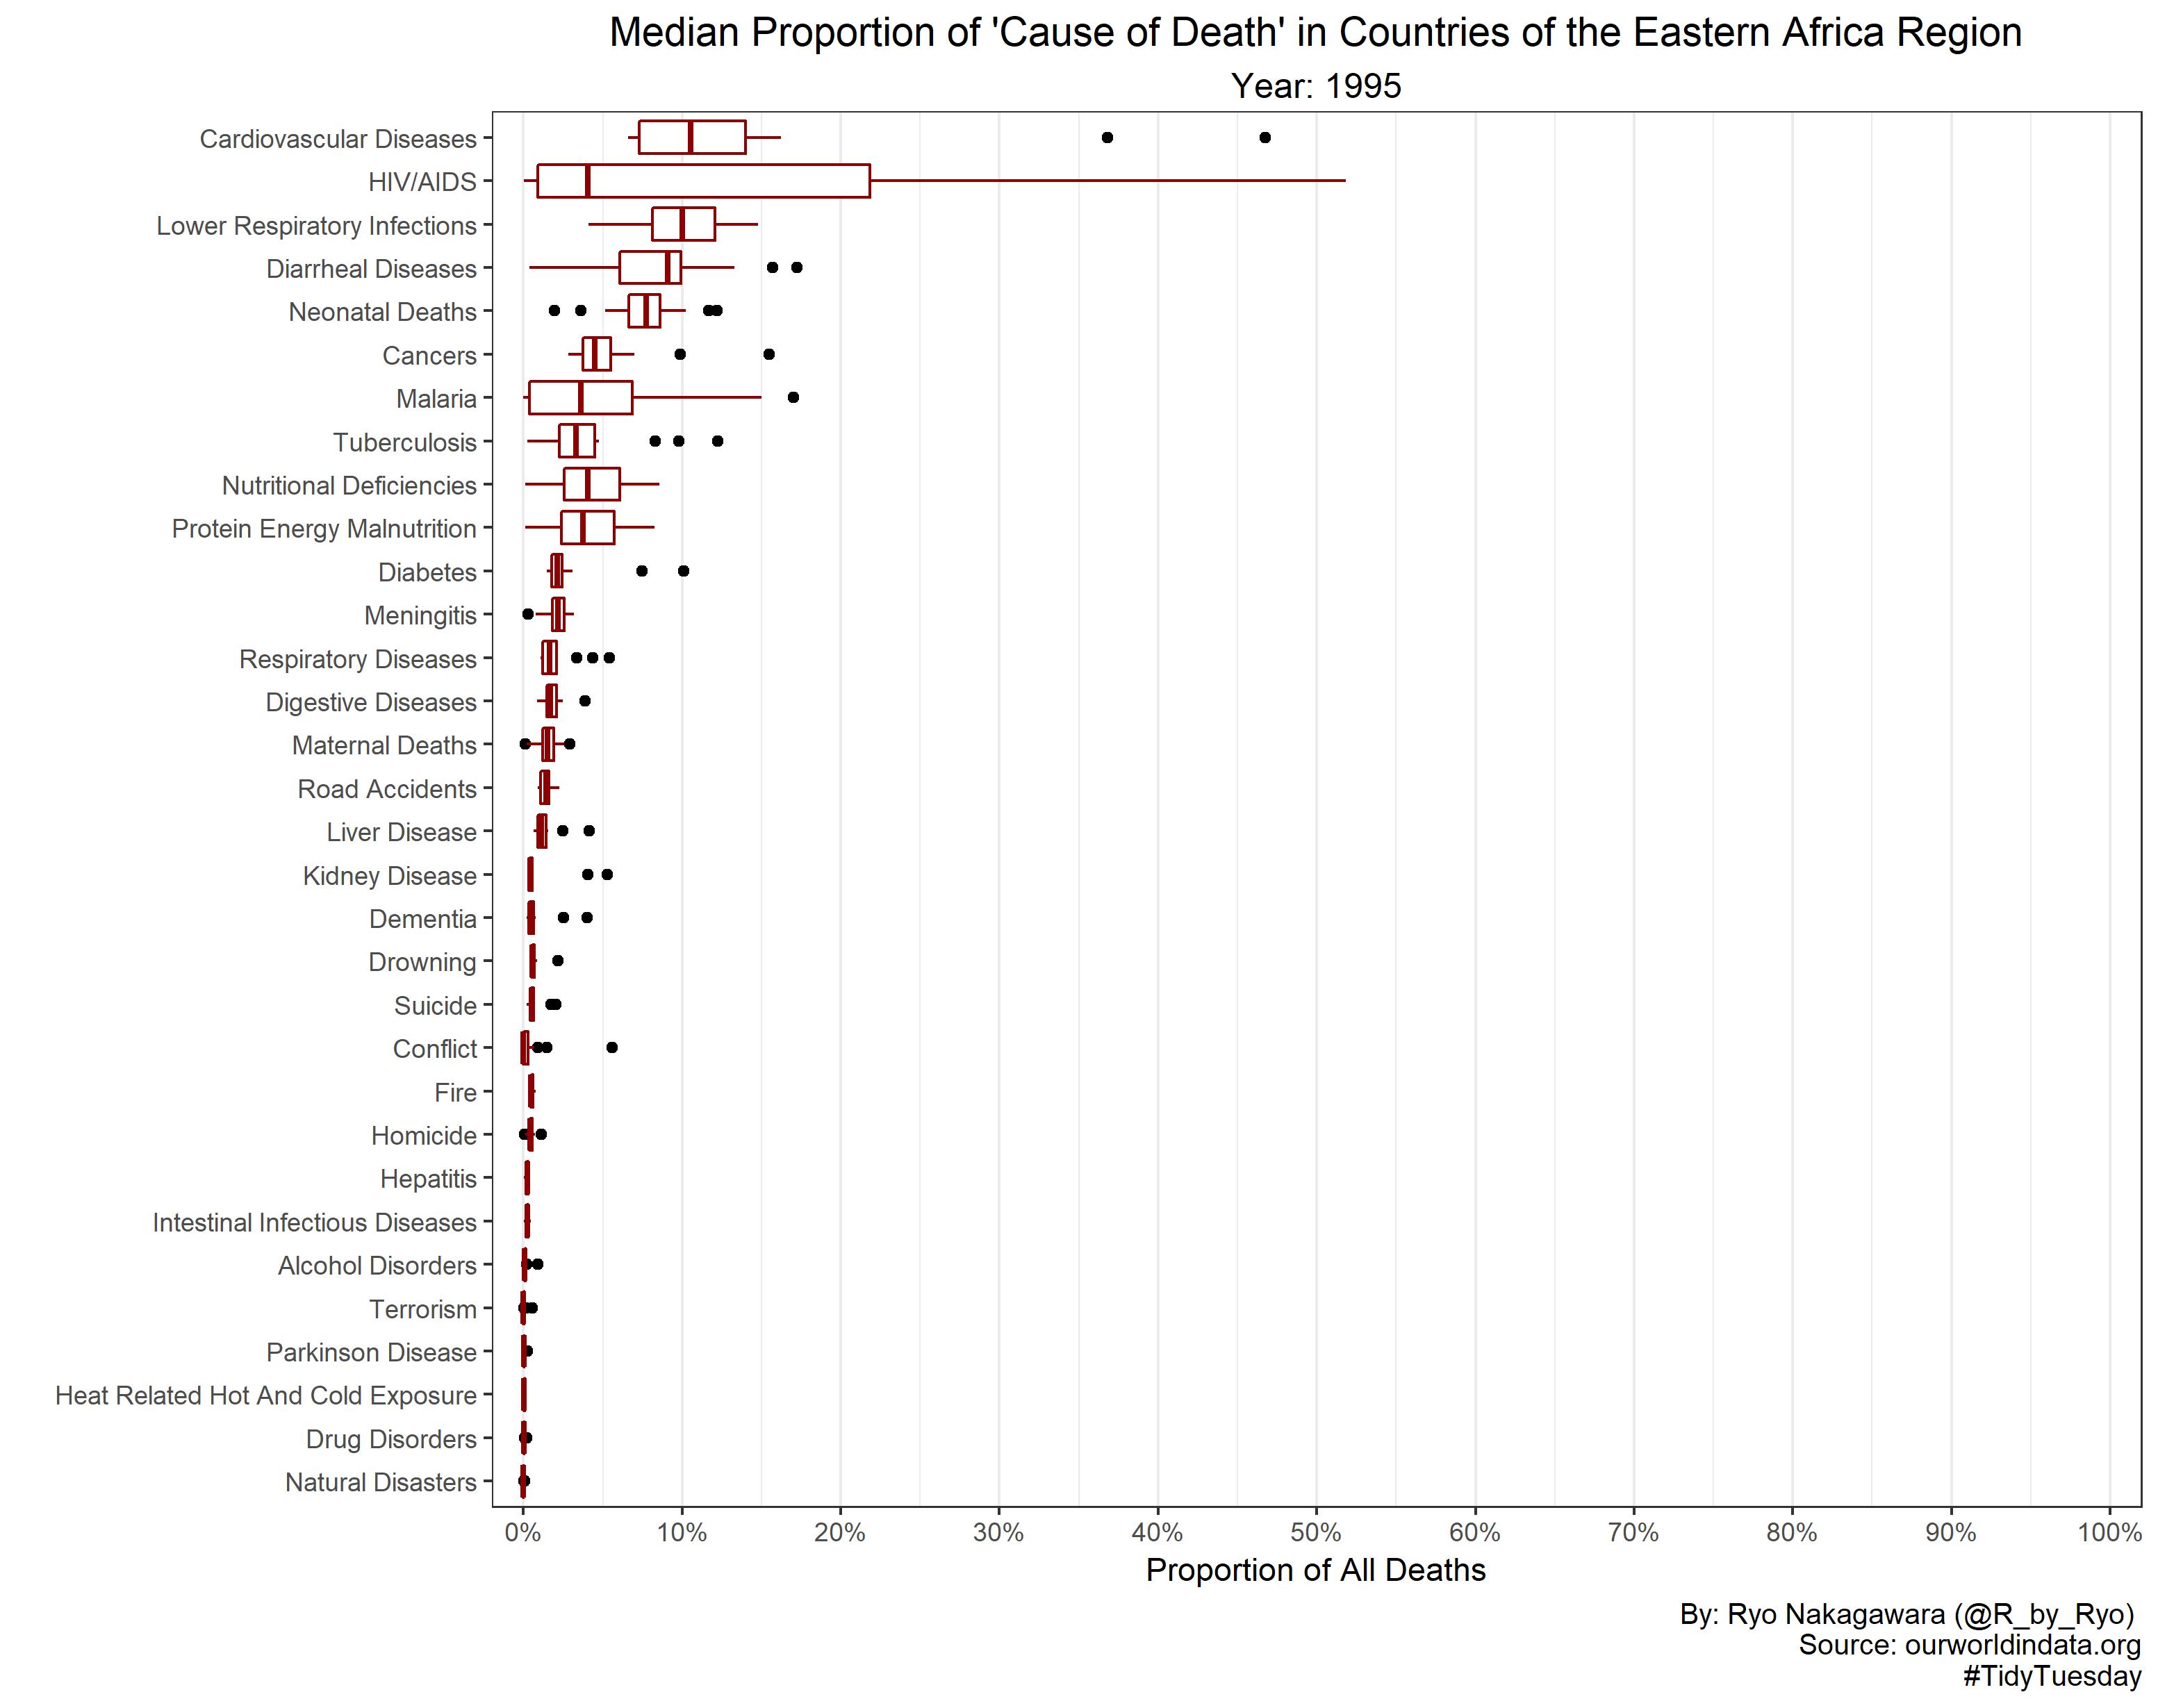 Median Proportion of 'Cause of Death' in Countries of the Eastern Africa Region
Year: 1995
Cardiovascular Diseases
HIV/AIDS
Lower Respiratory Infections
Diarrheal Diseases
Neonatal Deaths
Cancers
Malaria
Tuberculosis
Nutritional Deficiencies
Protein Energy Malnutrition
Diabetes
Meningitis
Respiratory Diseases
Digestive Diseases
Maternal Deaths
Road Accidents
Liver Disease
Kidney Disease
Dementia
Drowning
Suicide
Conflict
Fire
Homicide
Hepatitis
Intestinal Infectious Diseases
Alcohol Disorders
Terrorism
Parkinson Disease
Heat Related Hot And Cold Exposure
Drug Disorders
Natural Disasters
0% 10% 20% 30% 40% 50% 60% 70% 80% 90% 100%
Proportion of All Deaths
By: Ryo Nakagawara (@R_by_Ryo)
Source: ourworldindata.org
#TidyTuesday